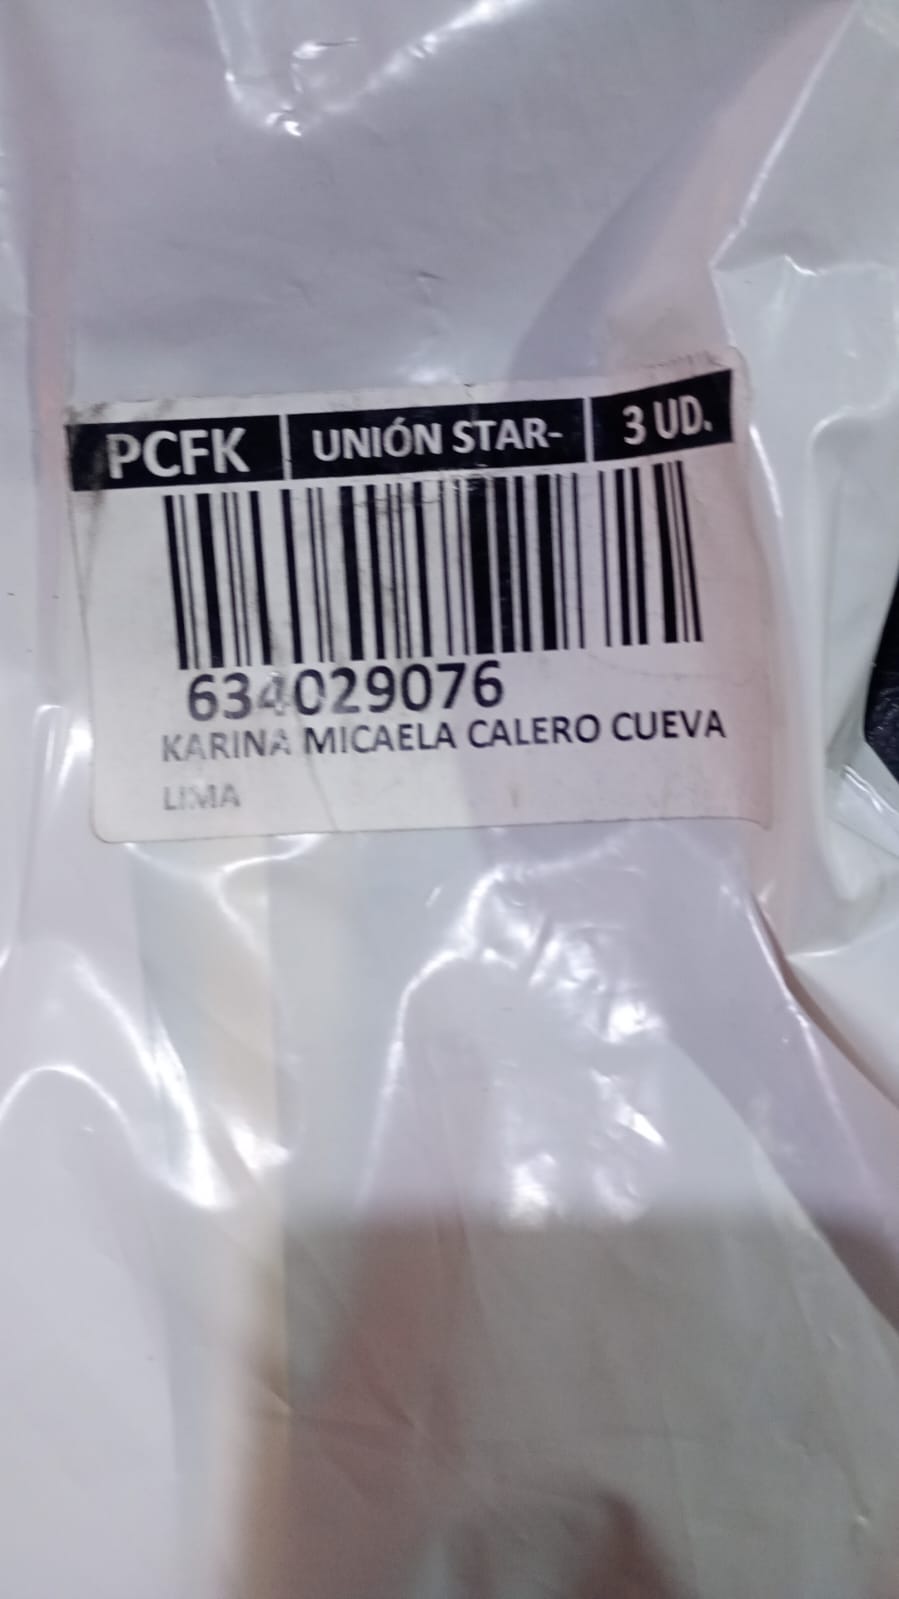 PCFK UNIÓN STAR- 3 UD.
634029076
KARINA MICAELA CALERO CUEVA
LIMA